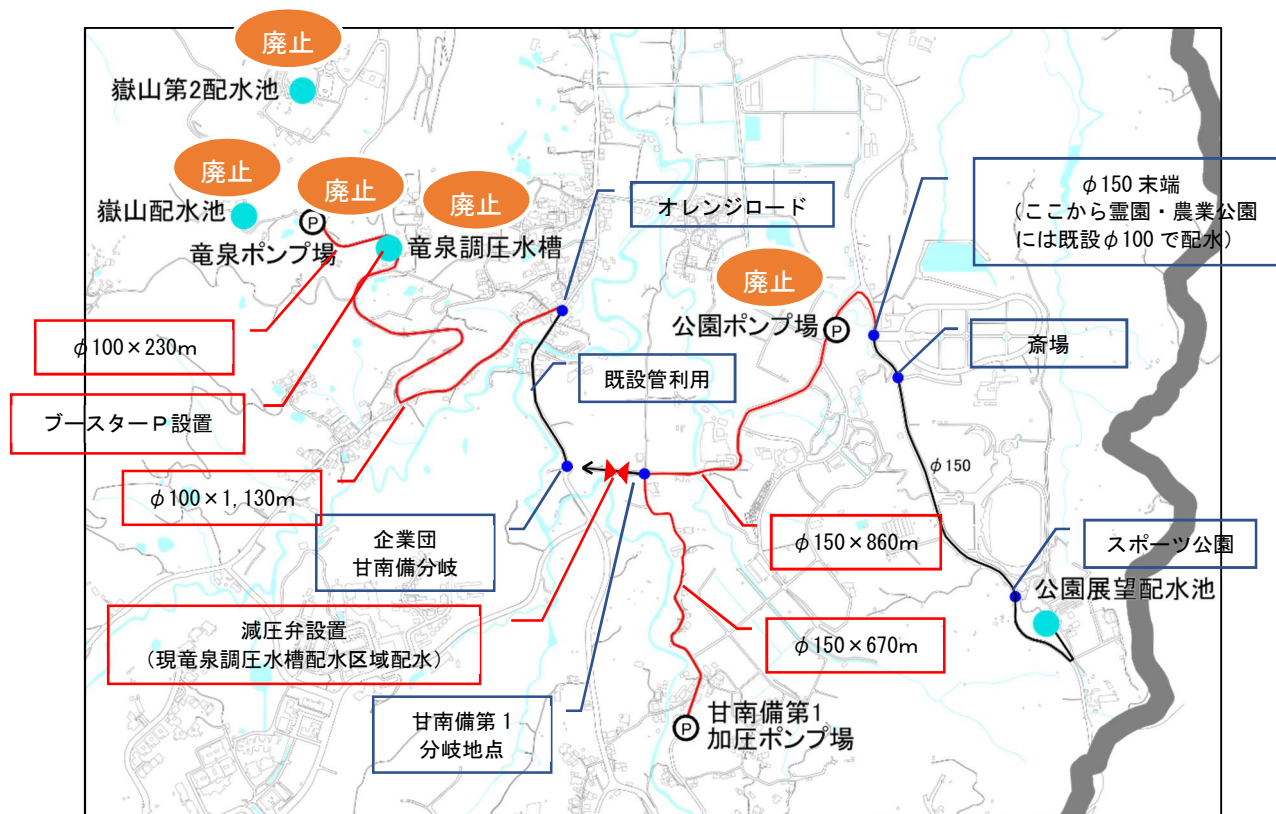 廃止
嶽山第2配水池
廃止
嶽山配水池
廃止
竜泉ポンプ場
廃止
竜泉調圧水槽
オレンジロード
φ150 末端
(ここから霊園・農業公園
には既設φ100 で配水)
廃止
公園ポンプ場
P
P
斎場
φ100×230m
既設管利用
ブースターP設置
φ100×1,130m
φ150
企業団
甘南備分岐
φ150×860m
スポーツ公園
公園展望配水池
減圧弁設置
(現竜泉調圧水槽配水区域配水)
φ150×670m
甘南備第1
分岐地点
P
甘南備第1
加圧ポンプ場